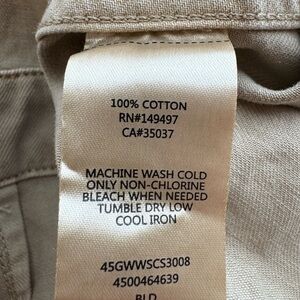 100% COTTON
RN#149497
CA#35037
MACHINE WASH COLD
ONLY NON-CHLORINE
BLEACH WHEN NEEDED
TUMBLE DRY LOW
COOL IRON
45GWWSCS3008
4500464639
BLD